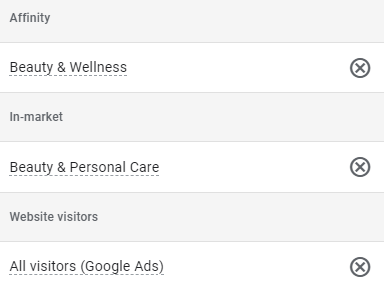 Affinity
Beauty & Wellness
In-market
Beauty & Personal Care
Website visitors
All visitors (Google Ads)